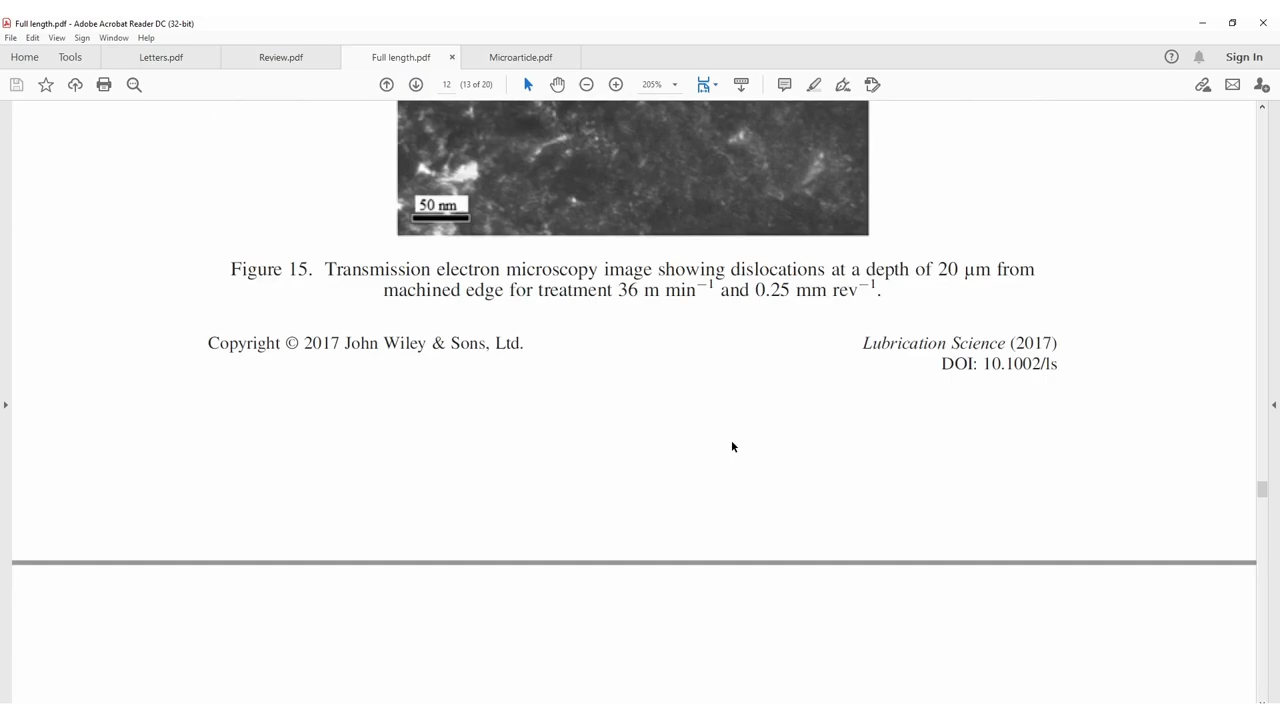 Full length.pdf - Adobe Acrobat Reader DC (32-bit)
File Edit View Sign Window Help
Home Tools Letters.pdf Review.pdf Full length.pdf × Microarticle.pdf Sign In
12 (13 of 20) 205%
50 nm
Figure 15. Transmission electron microscopy image showing dislocations at a depth of 20 μm from
machined edge for treatment 36 m min⁻¹ and 0.25 mm rev⁻¹.
Copyright © 2017 John Wiley & Sons, Ltd. Lubrication Science (2017)
DOI: 10.1002/ls